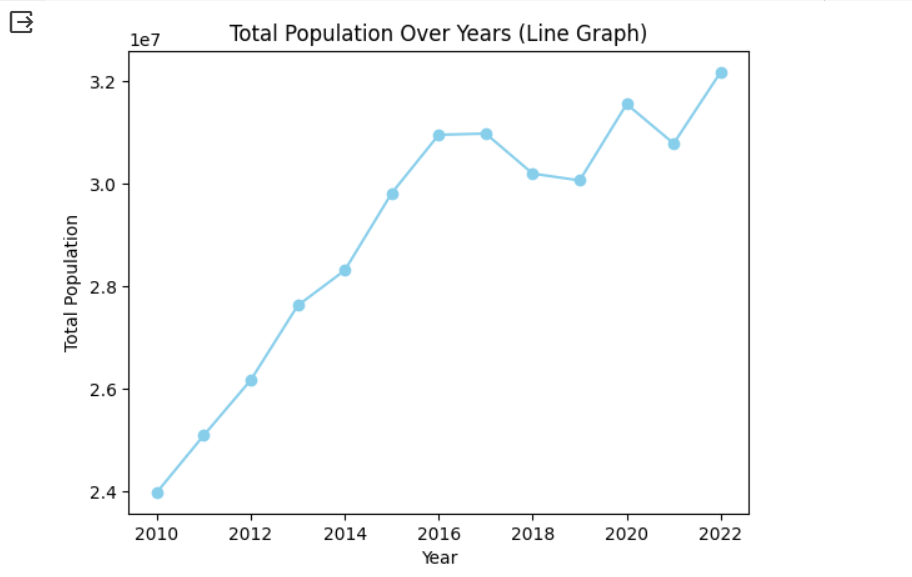 Total Population Over Years (Line Graph)
1e7
3.2
3.0
2.8
2.6
2.4
Total Population
2010 2012 2014 2016 2018 2020 2022
Year